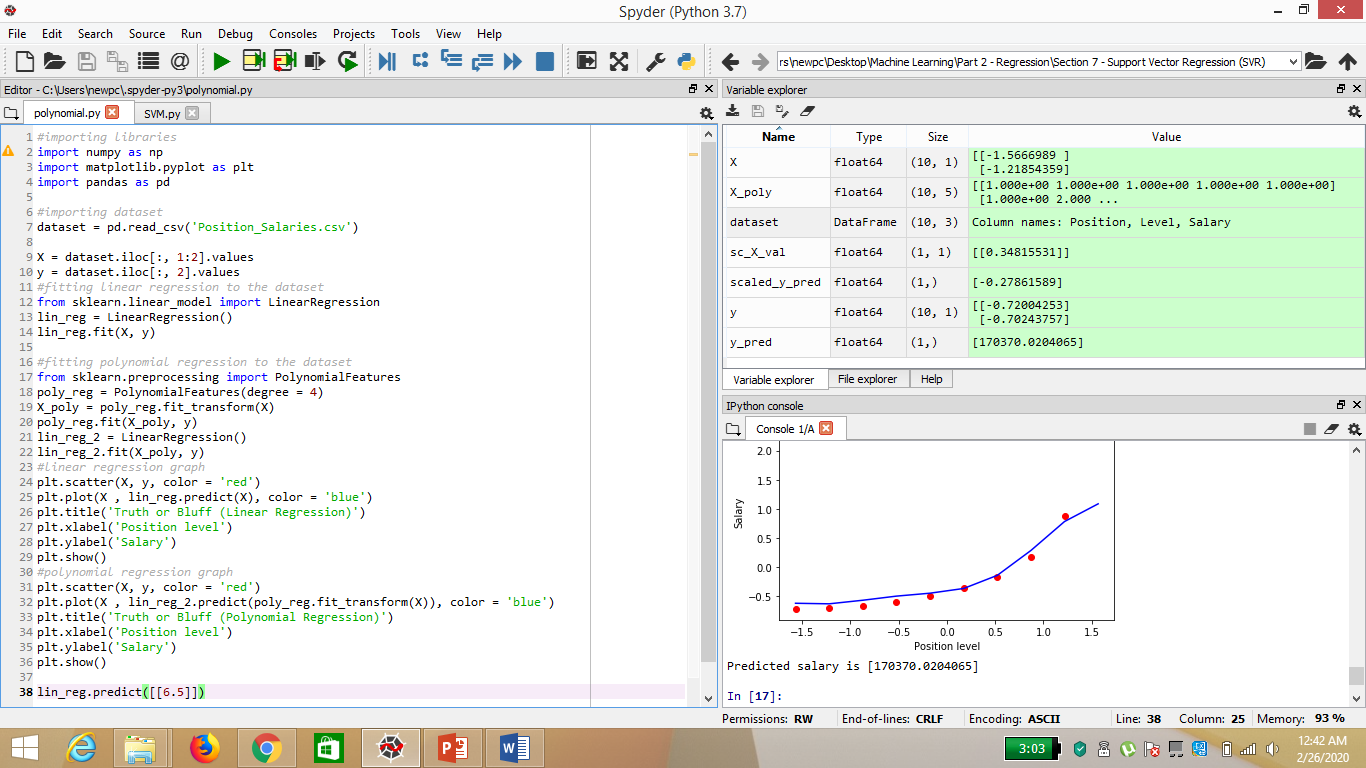 Spyder (Python 3.7)
File Edit Search Source Run Debug Consoles Projects Tools View Help
rs\newpc\Desktop\Machine Learning\Part 2 - Regression\Section 7 - Support Vector Regression (SVR)
Editor - C:\Users\newpc\.spyder-py3\polynomial.py
polynomial.py SVM.py
1 #importing libraries
2 import numpy as np
3 import matplotlib.pyplot as plt
4 import pandas as pd
5
6 #importing dataset
7 dataset = pd.read_csv('Position_Salaries.csv')
8
9 X = dataset.iloc[:, 1:2].values
10 y = dataset.iloc[:, 2].values
11 #fitting linear regression to the dataset
12 from sklearn.linear_model import LinearRegression
13 lin_reg = LinearRegression()
14 lin_reg.fit(X, y)
15
16 #fitting polynomial regression to the dataset
17 from sklearn.preprocessing import PolynomialFeatures
18 poly_reg = PolynomialFeatures(degree = 4)
19 X_poly = poly_reg.fit_transform(X)
20 poly_reg.fit(X_poly, y)
21 lin_reg_2 = LinearRegression()
22 lin_reg_2.fit(X_poly, y)
23 #linear regression graph
24 plt.scatter(X, y, color = 'red')
25 plt.plot(X , lin_reg.predict(X), color = 'blue')
26 plt.title('Truth or Bluff (Linear Regression)')
27 plt.xlabel('Position level')
28 plt.ylabel('Salary')
29 plt.show()
30 #polynomial regression graph
31 plt.scatter(X, y, color = 'red')
32 plt.plot(X , lin_reg_2.predict(poly_reg.fit_transform(X)), color = 'blue')
33 plt.title('Truth or Bluff (Polynomial Regression)')
34 plt.xlabel('Position level')
35 plt.ylabel('Salary')
36 plt.show()
37
38 lin_reg.predict([[6.5]])
Variable explorer
Name Type Size Value
X float64 (10, 1) [[-1.5666989 ]
[-1.21854359]
X_poly float64 (10, 5) [[1.000e+00 1.000e+00 1.000e+00 1.000e+00 1.000e+00]
[1.000e+00 2.000 ...
dataset DataFrame (10, 3) Column names: Position, Level, Salary
sc_X_val float64 (1, 1) [[0.34815531]]
scaled_y_pred float64 (1,) [-0.27861589]
y float64 (10, 1) [[-0.72004253]
[-0.70243757]
y_pred float64 (1,) [170370.0204065]
Variable explorer File explorer Help
IPython console
Console 1/A
2.0
1.5
1.0
0.5
0.0
−0.5
Salary
−1.5 −1.0 −0.5 0.0 0.5 1.0 1.5
Position level
Predicted salary is [170370.0204065]
In [17]:
Permissions: RW End-of-lines: CRLF Encoding: ASCII Line: 38 Column: 25 Memory: 93 %
3:03
12:42 AM
2/26/2020